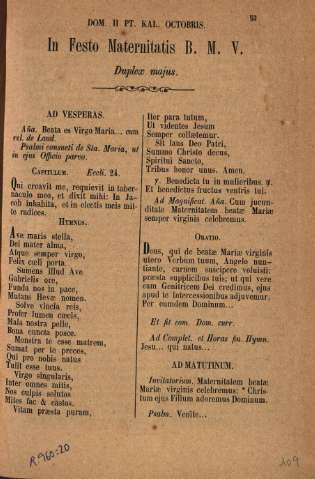 93
DOM. II PT. KAL. OCTOBRIS.
In Festo Maternitatis B. M. V.
Duplex majus.
AD VESPERAS.
Aña. Beata es Virgo Maria... cum
rel. de Laud.
Psalmi consueti de Sta. Maria, ut
in ejus Officio parvo.
CAPITULUM. Eccli. 24.
Qui creavit me, requievit in taber-
naculo meo, et dixit mihi: In Ja-
cob inhabita, et in electis meis mit-
te radices.
HYMNUS.
Ave maris stella,
Dei mater alma,
Atque semper virgo,
Felix cœli porta.
Sumens illud Ave
Gabrielis ore,
Funda nos in pace,
Mutans Hevæ nomen.
Solve vincla reis,
Profer lumen cæcis,
Mala nostra pelle,
Bona cuncta posce.
Monstra te esse matrem,
Sumat per te preces,
Qui pro nobis natus
Tulit esse tuus.
Virgo singularis,
Inter omnes mitis,
Nos culpis solutos
Mites fac & castos.
Vitam præsta puram,
Iter para tutum,
Ut videntes Jesum
Semper collætemur.
Sit laus Deo Patri,
Summo Christo decus,
Spiritui Sancto,
Tribus honor unus. Amen.
℣. Benedicta tu in mulieribus. ℟.
Et benedictus fructus ventris tui.
Ad Magnificat. Aña. Cum jucun-
ditate Maternitatem beatæ Mariæ
semper virginis celebremus.
ORATIO.
Deus, qui de beatæ Mariæ virginis
utero Verbum tuum, Angelo nun-
tiante, carnem suscipere voluisti:
præsta supplicibus tuis; ut qui vere
eam Genitricem Dei credimus, ejus
apud te intercessionibus adjuvemur.
Per eumdem Dominum...
Et fit com. Dom. curr.
Ad Complet. et Horas fin. Hymn.
Jesu... qui natus...
AD MATUTINUM.
Invitatorium. Maternitatem beatæ
Mariæ virginis celebremus: * Chris-
tum ejus Filium adoremus Dominum.
Psalm. Venite...
R.960:20
109